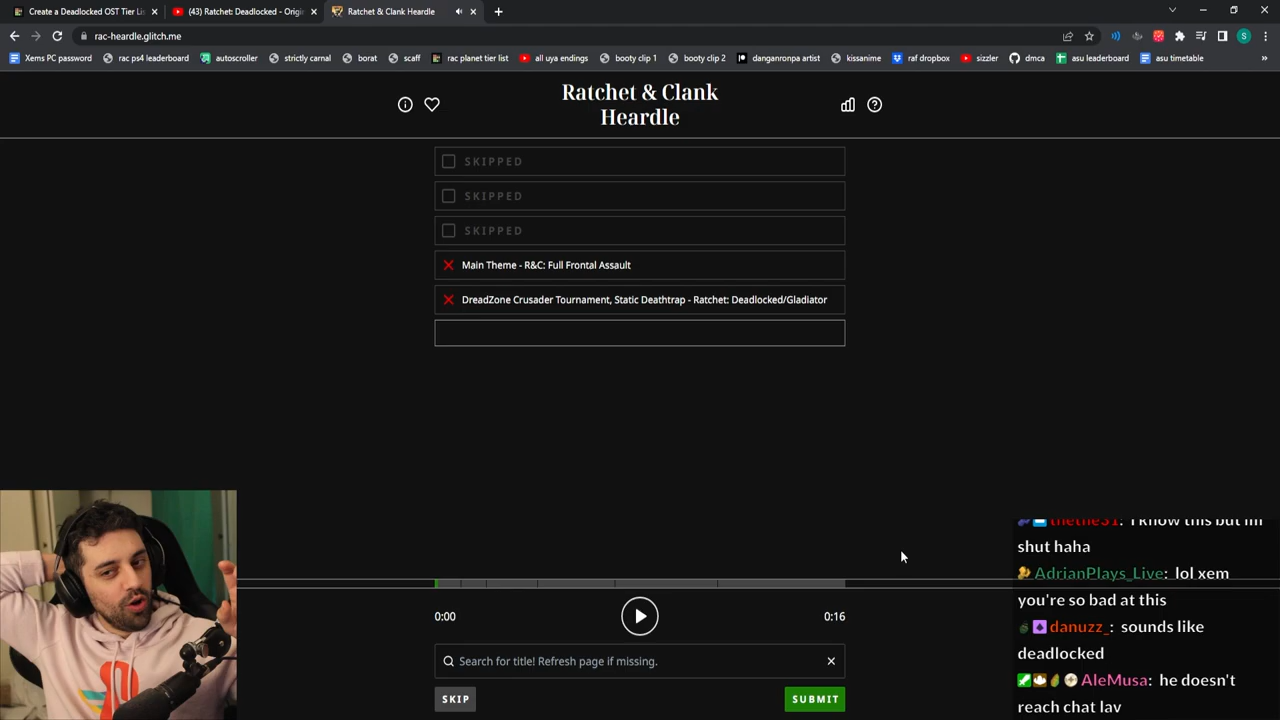 Create a Deadlocked OST Tier Lis
(43) Ratchet: Deadlocked - Origin
Ratchet & Clank Heardle
rac-heardle.glitch.me
S
Xems PC password
rac ps4 leaderboard
autoscroller
strictly carnal
borat
scaff
rac planet tier list
all uya endings
booty clip 1
booty clip 2
danganronpa artist
kissanime
raf dropbox
sizzler
dmca
asu leaderboard
asu timetable
Ratchet & Clank
Heardle
SKIPPED
SKIPPED
SKIPPED
Main Theme - R&C: Full Frontal Assault
DreadZone Crusader Tournament, Static Deathtrap - Ratchet: Deadlocked/Gladiator
0:00
0:16
Search for title! Refresh page if missing.
SKIP
SUBMIT
thethe31: I know this but im
shut haha
AdrianPlays_Live: lol xem
you're so bad at this
danuzz_: sounds like
deadlocked
AleMusa: he doesn't
reach chat lav